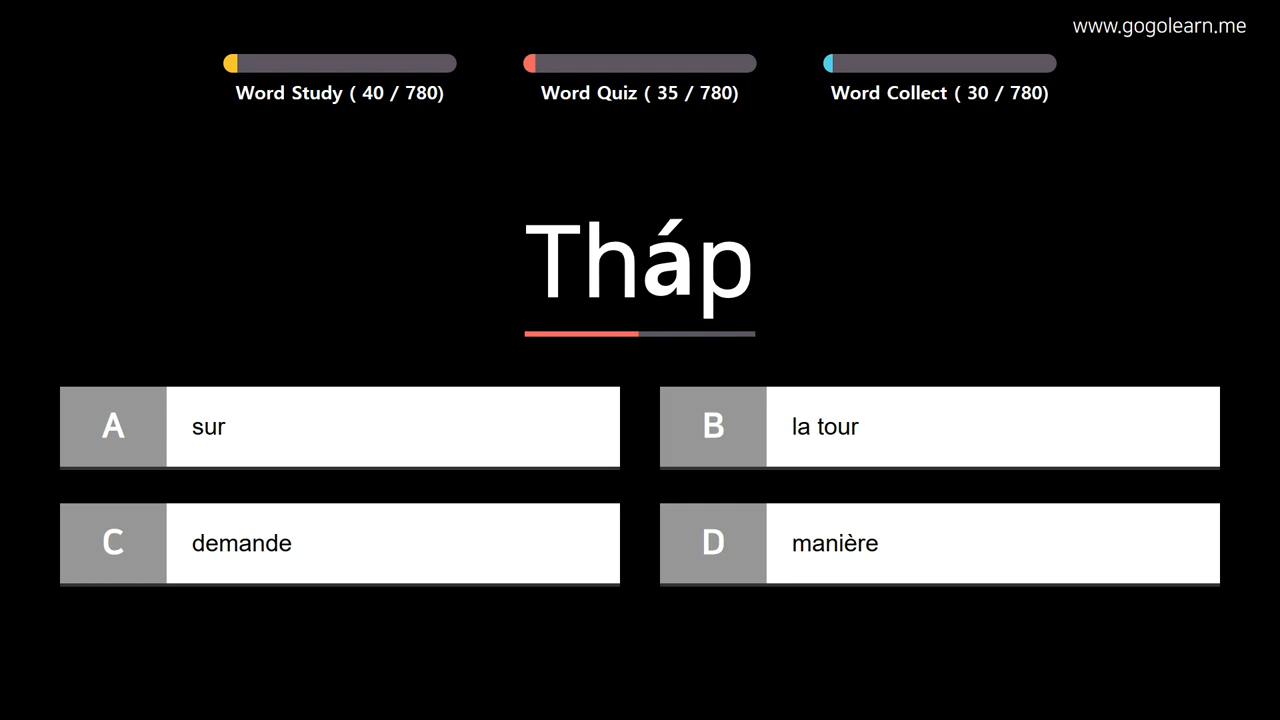 www.gogolearn.me
Word Study ( 40 / 780)
Word Quiz ( 35 / 780)
Word Collect ( 30 / 780)
Tháp
A
sur
B
la tour
C
demande
D
manière